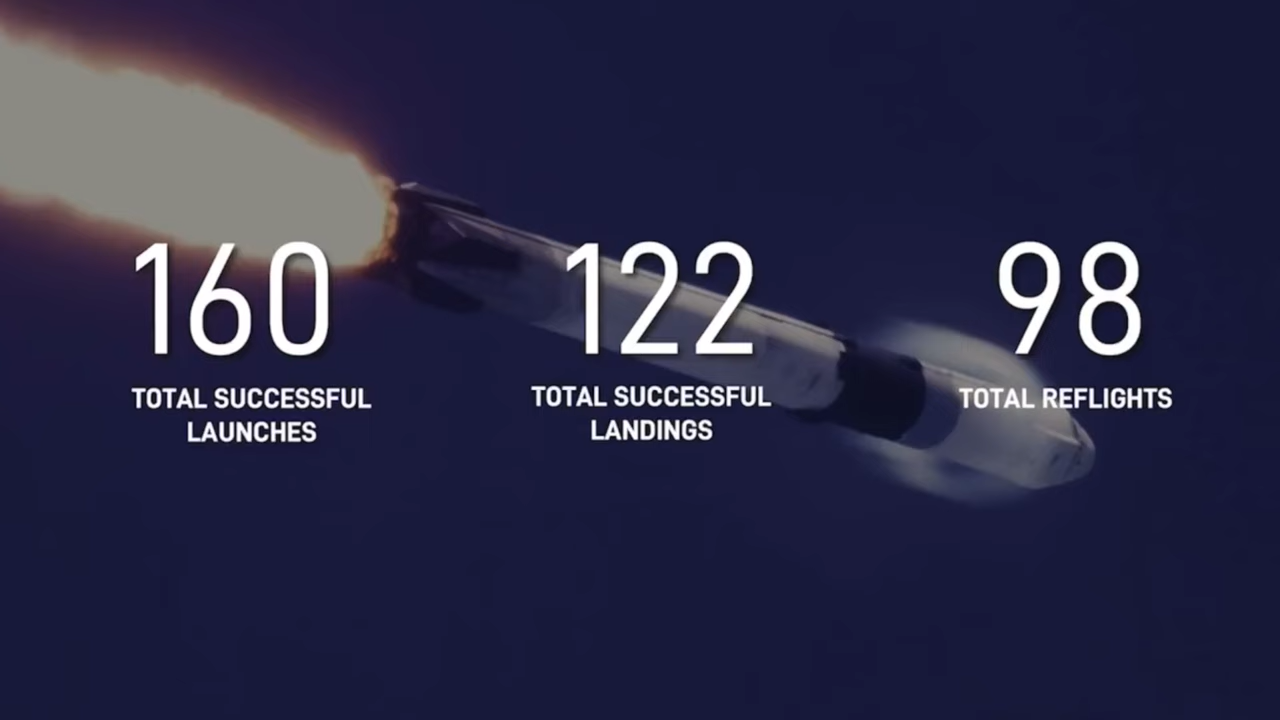 160
TOTAL SUCCESSFUL
LAUNCHES
122
TOTAL SUCCESSFUL
LANDINGS
98
TOTAL REFLIGHTS